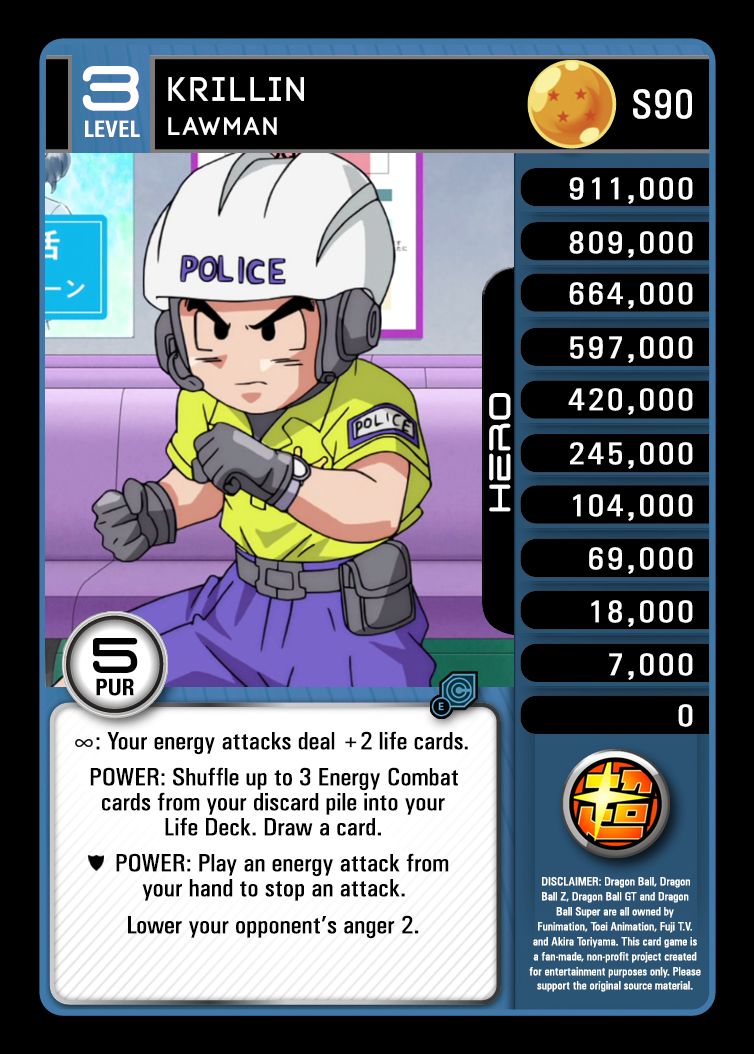 3
LEVEL
KRILLIN
LAWMAN
S90
活
ーン
POLICE
POLICE
HERO
911,000
809,000
664,000
597,000
420,000
245,000
104,000
69,000
18,000
7,000
0
5
PUR
E
∞: Your energy attacks deal +2 life cards.
POWER: Shuffle up to 3 Energy Combat
cards from your discard pile into your
Life Deck. Draw a card.
POWER: Play an energy attack from
your hand to stop an attack.
Lower your opponent's anger 2.
超
DISCLAIMER: Dragon Ball, Dragon
Ball Z, Dragon Ball GT and Dragon
Ball Super are all owned by
Funimation, Toei Animation, Fuji T.V.
and Akira Toriyama. This card game is
a fan-made, non-profit project created
for entertainment purposes only. Please
support the original source material.